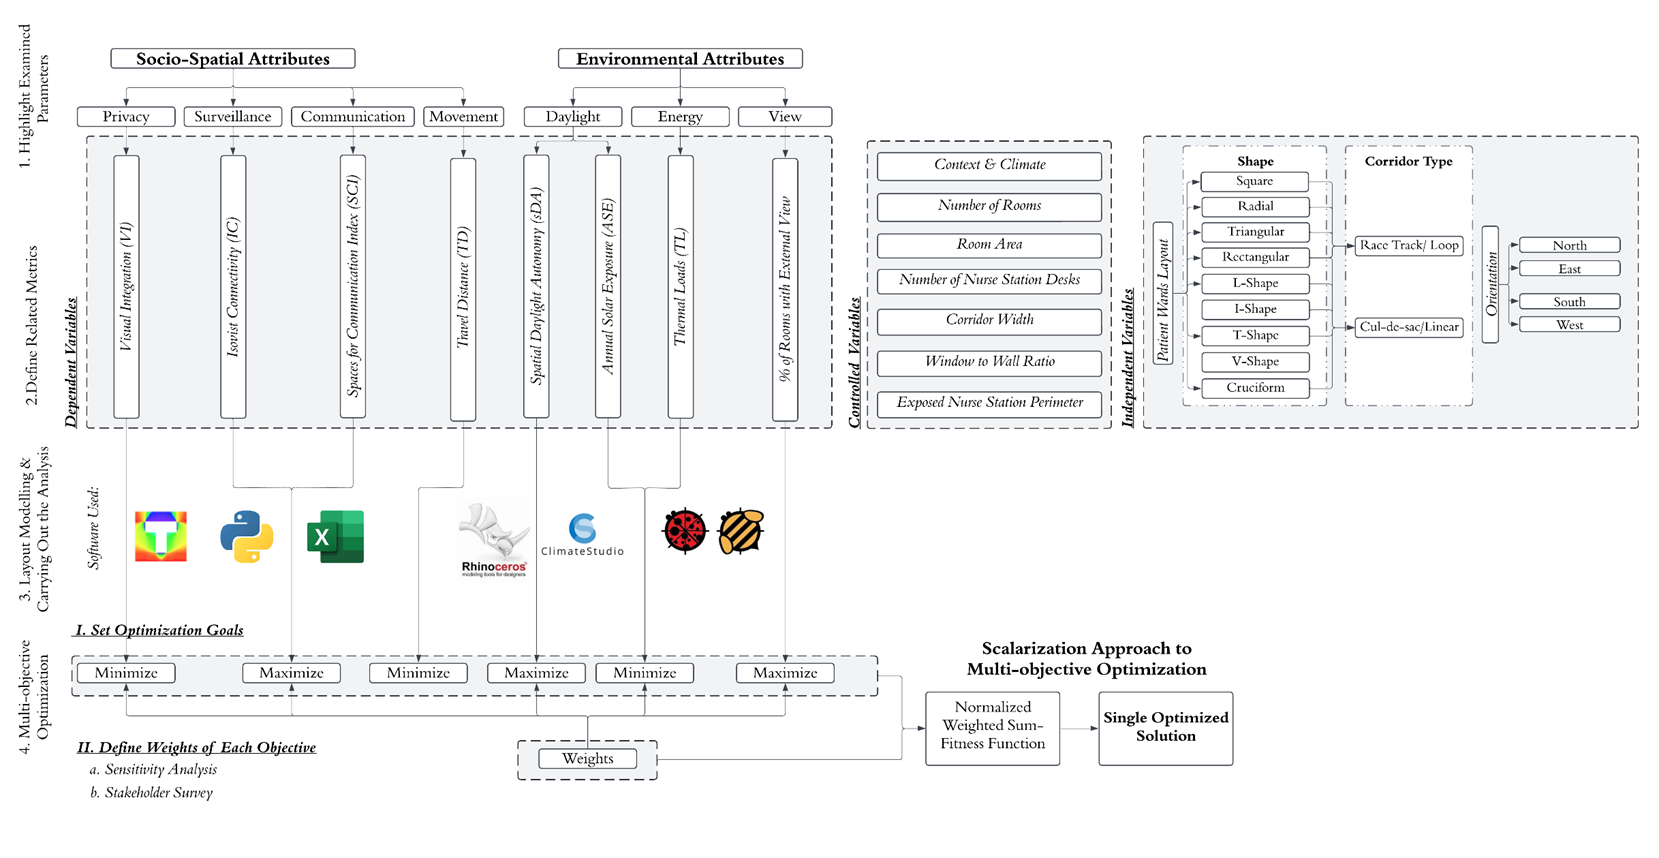 1. Highlight Examined
Parameters
Socio-Spatial Attributes
Environmental Attributes
Privacy
Surveillance
Communication
Movement
Daylight
Energy
View
2.Define Related Metrics
Dependent Variables
Visual Integration (VI)
Isovist Connectivity (IC)
Spaces for Communication Index (SCI)
Travel Distance (TD)
Spatial Daylight Autonomy (sDA)
Annual Solar Exposure (ASE)
Thermal Loads (TL)
% of Rooms with External View
Controlled Variables
Context & Climate
Number of Rooms
Room Area
Number of Nurse Station Desks
Corridor Width
Window to Wall Ratio
Exposed Nurse Station Perimeter
Independent Variables
Patient Wards Layout
Shape
Square
Radial
Triangular
Rectangular
L-Shape
I-Shape
T-Shape
V-Shape
Cruciform
Corridor Type
Race Track/ Loop
Cul-de-sac/Linear
Orientation
North
East
South
West
3. Layout Modelling &
Carrying Out the Analysis
Software Used:
T
X
Rhinoceros
modeling tools for designers
ClimateStudio
4. Multi-objective
Optimization
I. Set Optimization Goals
Minimize
Maximize
Minimize
Maximize
Minimize
Maximize
II. Define Weights of Each Objective
a. Sensitivity Analysis
b. Stakeholder Survey
Weights
Scalarization Approach to
Multi-objective Optimization
Normalized
Weighted Sum-
Fitness Function
Single Optimized
Solution